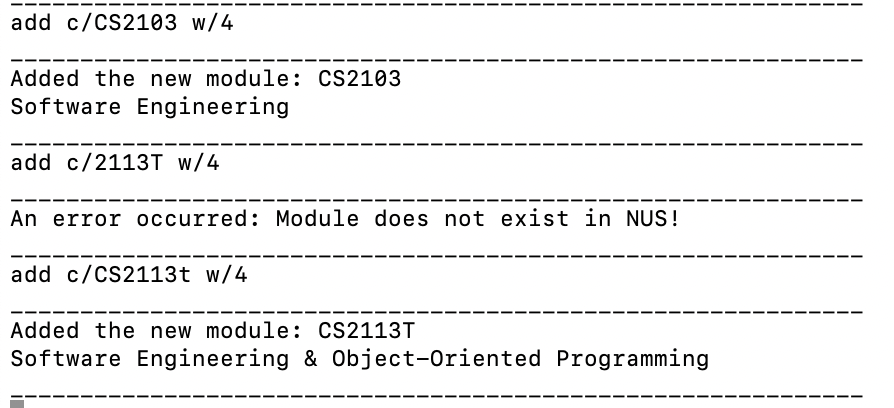 add c/CS2103 w/4
____________________________________________________________
Added the new module: CS2103
Software Engineering
____________________________________________________________
add c/2113T w/4
____________________________________________________________
An error occurred: Module does not exist in NUS!
____________________________________________________________
add c/CS2113t w/4
____________________________________________________________
Added the new module: CS2113T
Software Engineering & Object-Oriented Programming
____________________________________________________________